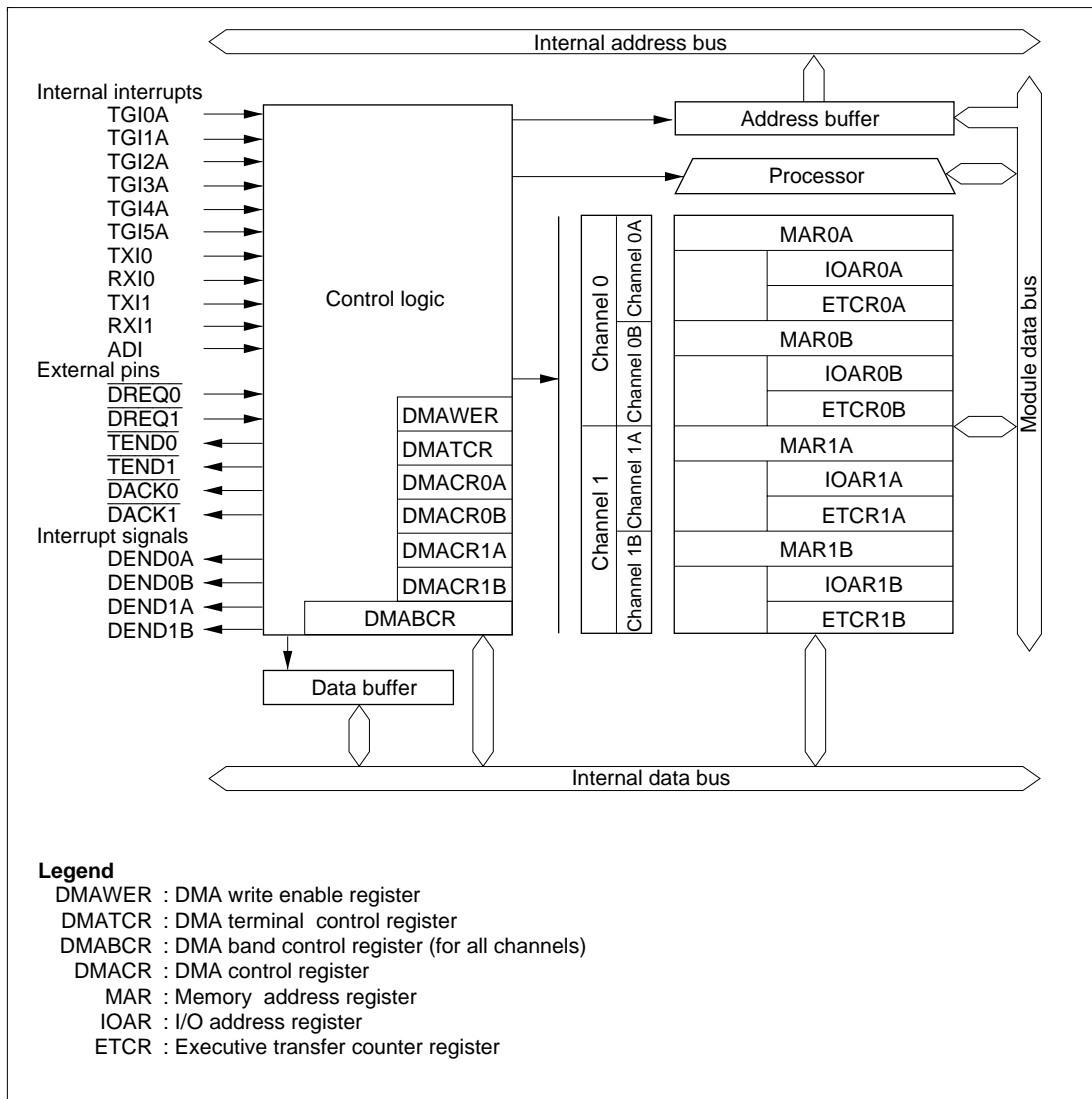 Internal address bus
Internal interrupts
TGI0A
TGI1A
TGI2A
TGI3A
TGI4A
TGI5A
TXI0
RXI0
TXI1
RXI1
ADI
External pins
DREQ0
DREQ1
TEND0
TEND1
DACK0
DACK1
Interrupt signals
DEND0A
DEND0B
DEND1A
DEND1B
Control logic
DMAWER
DMATCR
DMACR0A
DMACR0B
DMACR1A
DMACR1B
DMABCR
Data buffer
Channel 0
Channel 0A
Channel 0B
Channel 1
Channel 1A
Channel 1B
Address buffer
Processor
MAR0A
IOAR0A
ETCR0A
MAR0B
IOAR0B
ETCR0B
MAR1A
IOAR1A
ETCR1A
MAR1B
IOAR1B
ETCR1B
Module data bus
Internal data bus
Legend
DMAWER : DMA write enable register
DMATCR : DMA terminal control register
DMABCR : DMA band control register (for all channels)
DMACR : DMA control register
MAR : Memory address register
IOAR : I/O address register
ETCR : Executive transfer counter register